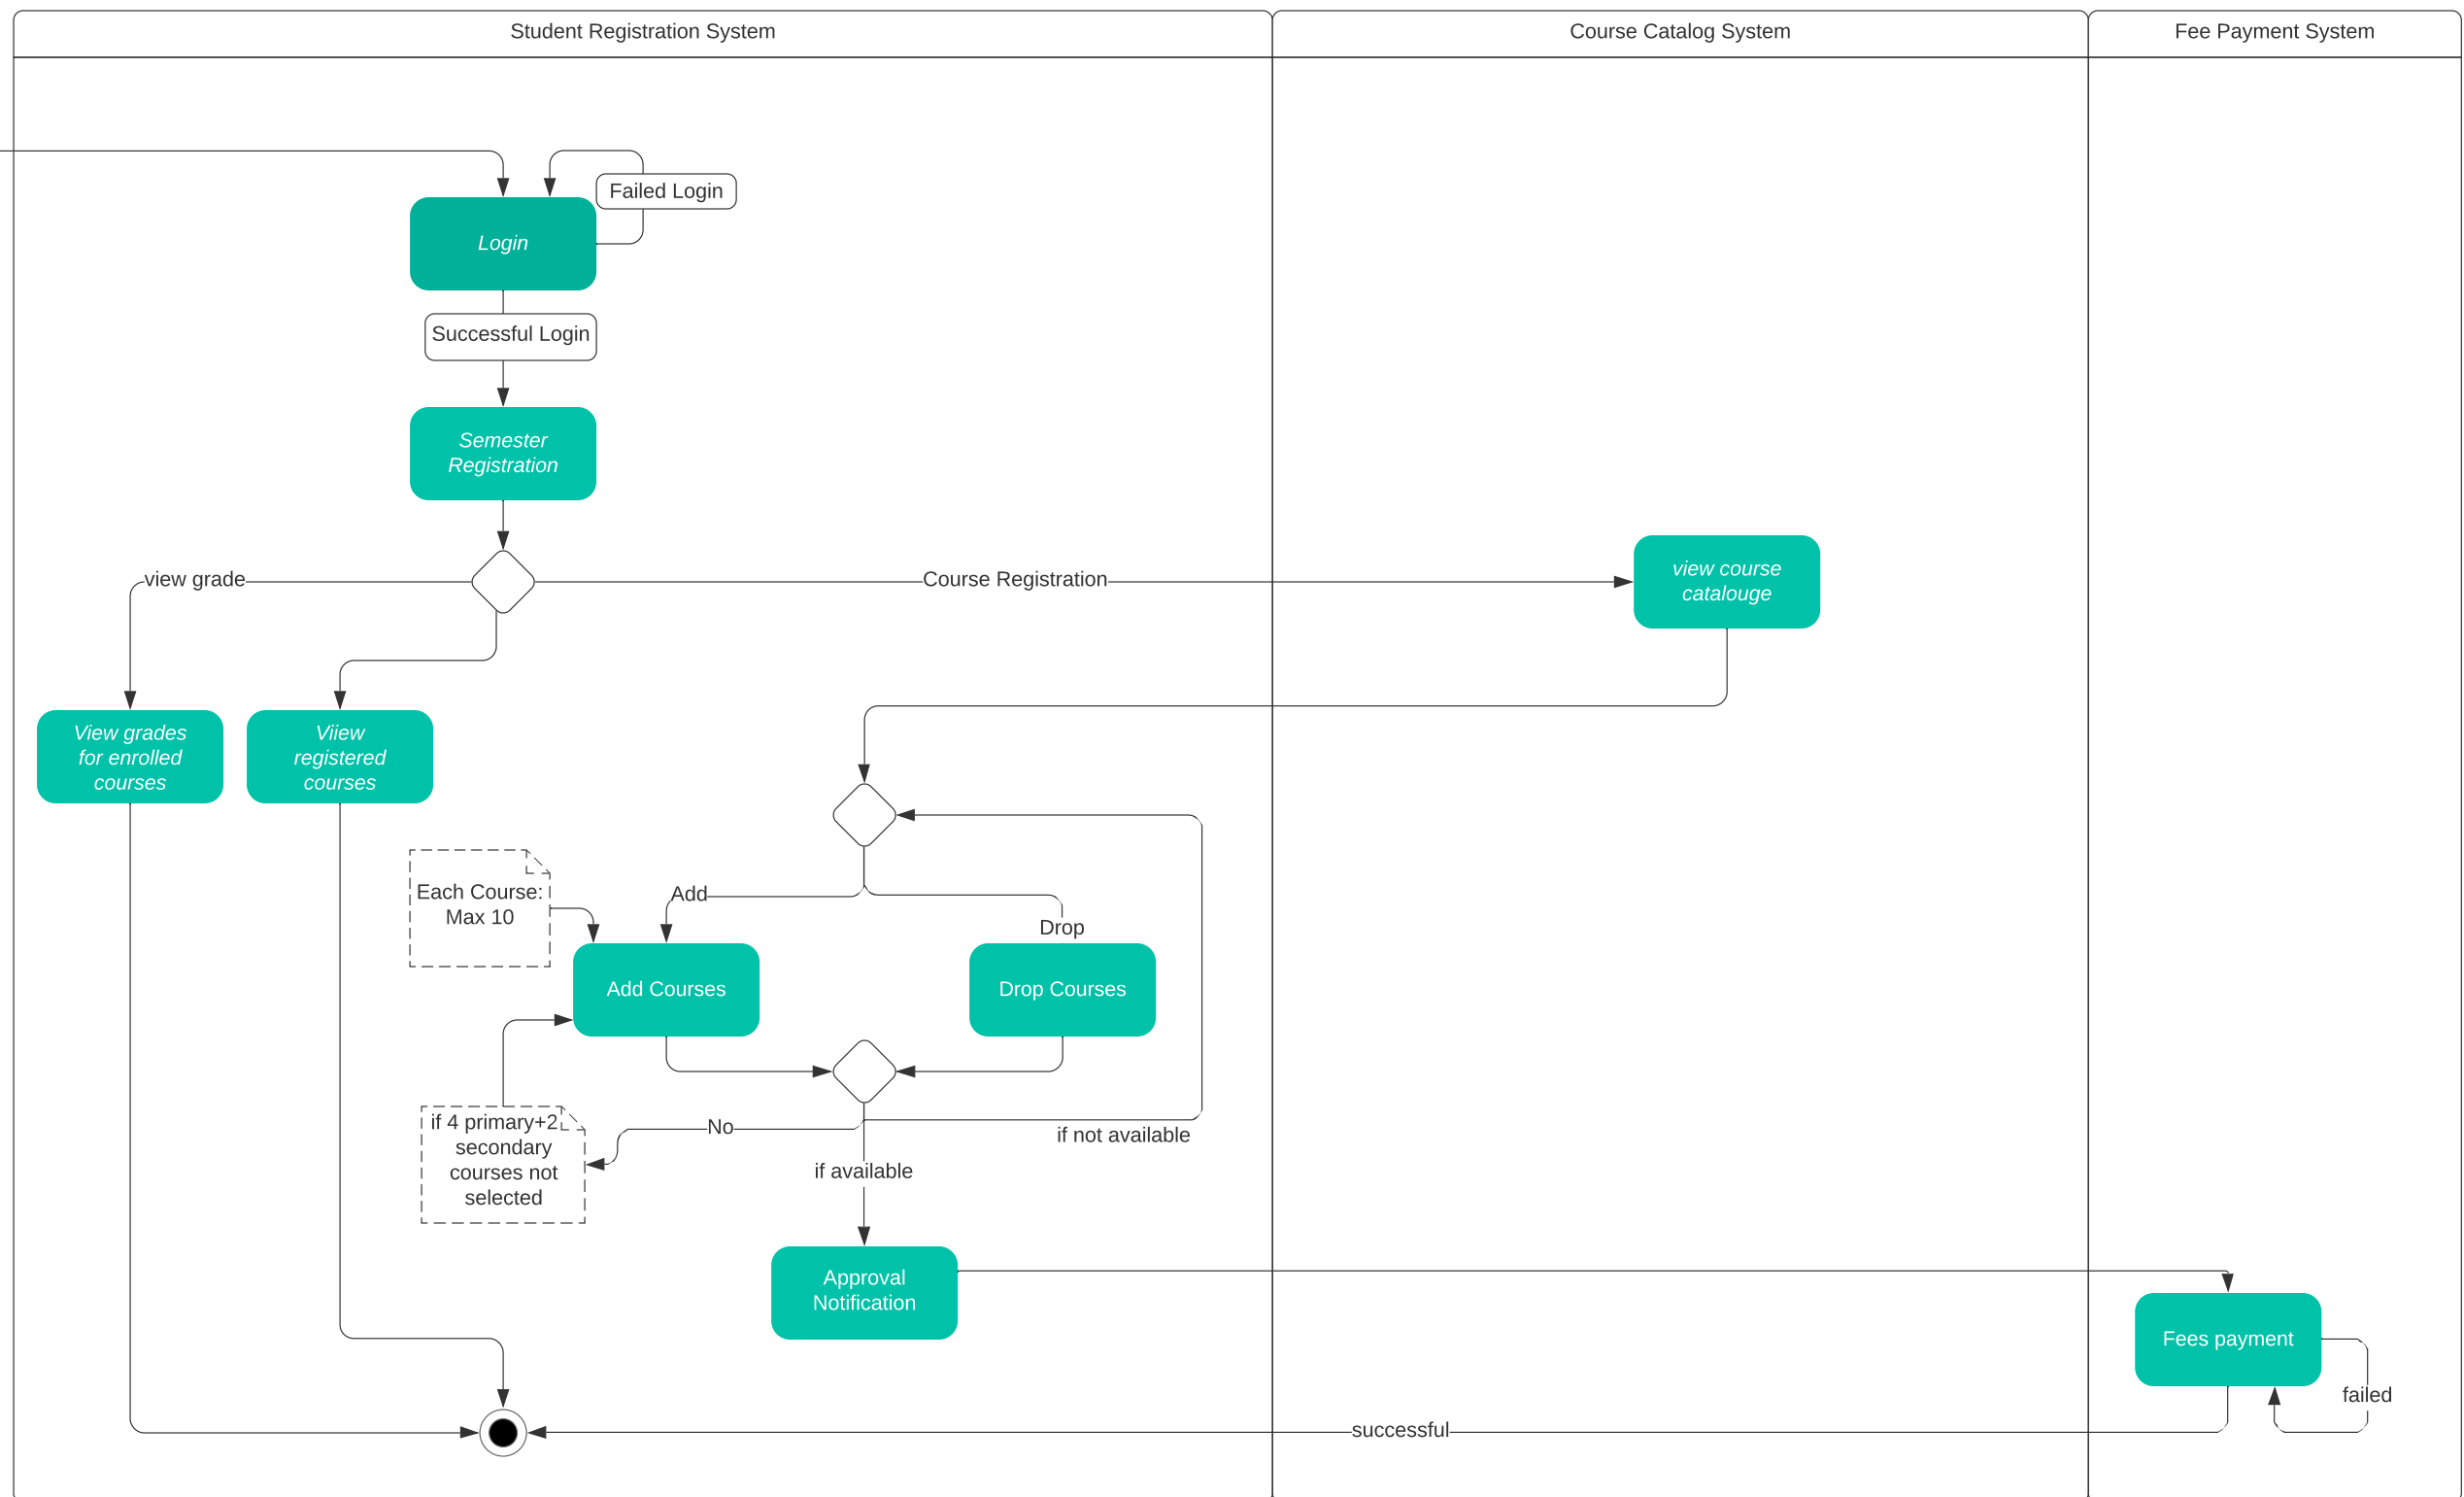 Student Registration System
Course Catalog System
Fee Payment System
Failed Login
Login
Successful Login
Semester
Registration
view grade
Course Registration
view course
catalouge
View grades
for enrolled
courses
Viiew
registered
courses
Each Course:
Max 10
Add
Drop
Add Courses
Drop Courses
if 4 primary+2
secondary
courses not
selected
No
if not available
if available
Approval
Notification
Fees payment
failed
successful